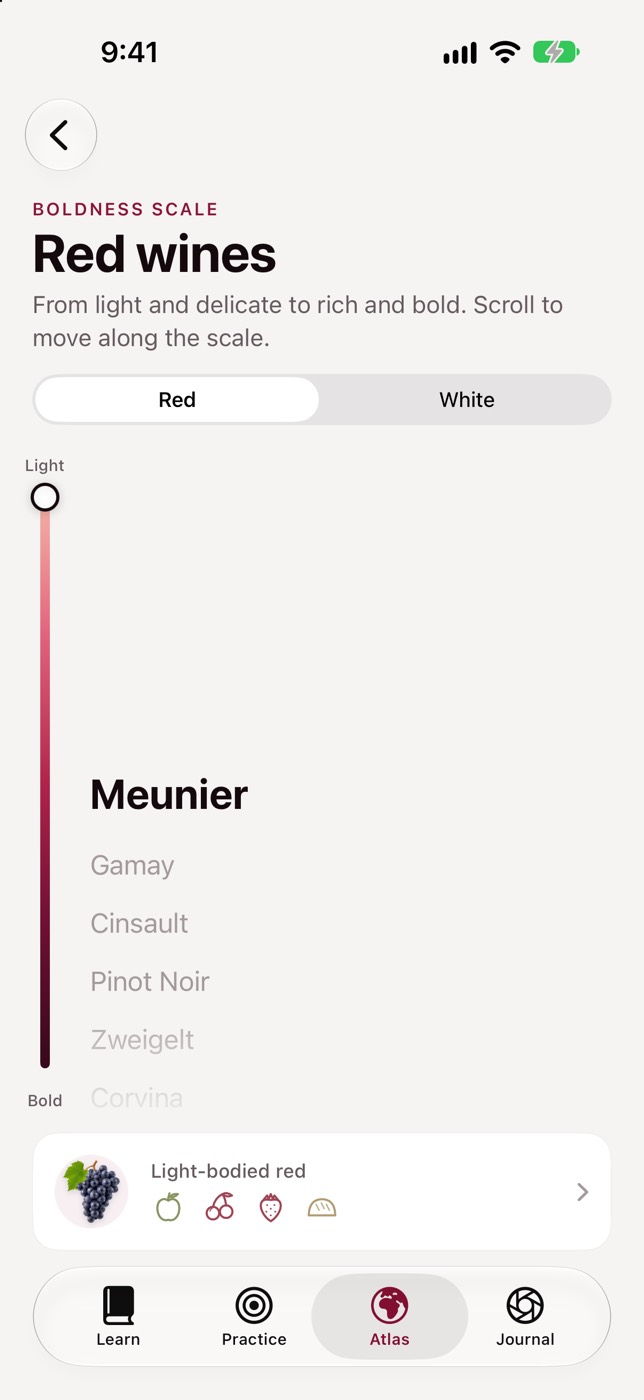 9:41
BOLDNESS SCALE
Red wines
From light and delicate to rich and bold. Scroll to
move along the scale.
Red
White
Light
Meunier
Gamay
Cinsault
Pinot Noir
Zweigelt
Corvina
Bold
Light-bodied red
Learn
Practice
Atlas
Journal